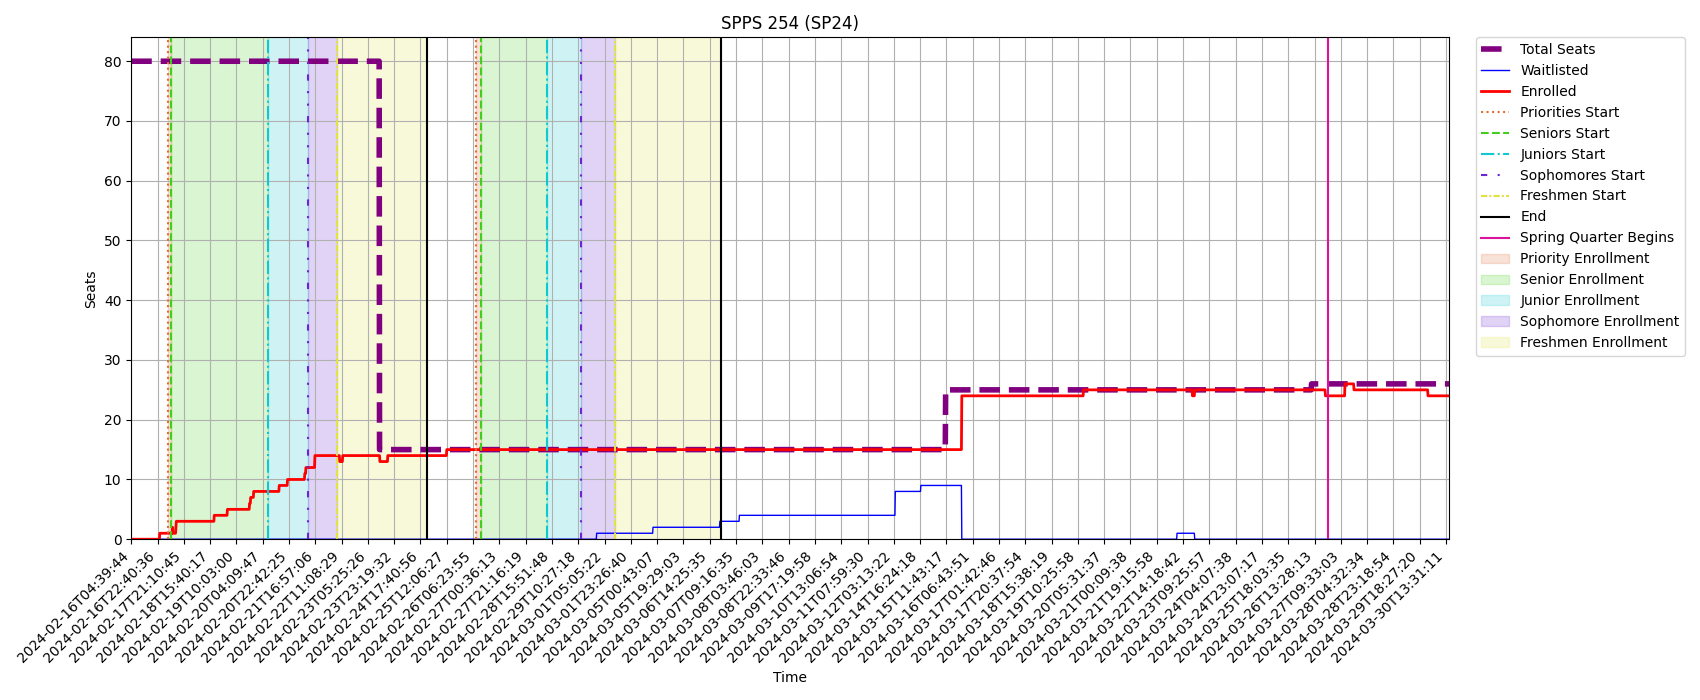 SPPS 254 (SP24)
Seats
80
70
60
50
40
30
20
10
0
2024-02-16T04:39:44
2024-02-16T22:40:36
2024-02-17T21:10:45
2024-02-18T15:40:17
2024-02-19T10:03:00
2024-02-20T04:09:47
2024-02-20T22:42:25
2024-02-21T16:57:06
2024-02-22T11:08:29
2024-02-23T05:25:26
2024-02-23T23:19:32
2024-02-24T17:40:56
2024-02-25T12:06:27
2024-02-26T06:23:55
2024-02-27T00:36:13
2024-02-27T21:16:19
2024-02-28T15:51:48
2024-02-29T10:27:18
2024-03-01T05:05:22
2024-03-01T23:26:40
2024-03-05T00:43:07
2024-03-05T19:29:03
2024-03-06T14:25:35
2024-03-07T09:16:35
2024-03-08T03:46:03
2024-03-08T22:33:46
2024-03-09T17:19:58
2024-03-10T13:06:54
2024-03-11T07:59:30
2024-03-12T03:13:22
2024-03-14T16:24:18
2024-03-15T11:43:17
2024-03-16T06:43:51
2024-03-17T01:42:46
2024-03-17T20:37:54
2024-03-18T15:38:19
2024-03-19T10:25:58
2024-03-20T05:31:37
2024-03-21T00:09:38
2024-03-21T19:15:58
2024-03-22T14:18:42
2024-03-23T09:25:57
2024-03-24T04:07:38
2024-03-24T23:07:17
2024-03-25T18:03:35
2024-03-26T13:28:13
2024-03-27T09:33:03
2024-03-28T04:32:34
2024-03-28T23:18:54
2024-03-29T18:27:20
2024-03-30T13:31:11
Time
Total Seats
Waitlisted
Enrolled
Priorities Start
Seniors Start
Juniors Start
Sophomores Start
Freshmen Start
End
Spring Quarter Begins
Priority Enrollment
Senior Enrollment
Junior Enrollment
Sophomore Enrollment
Freshmen Enrollment